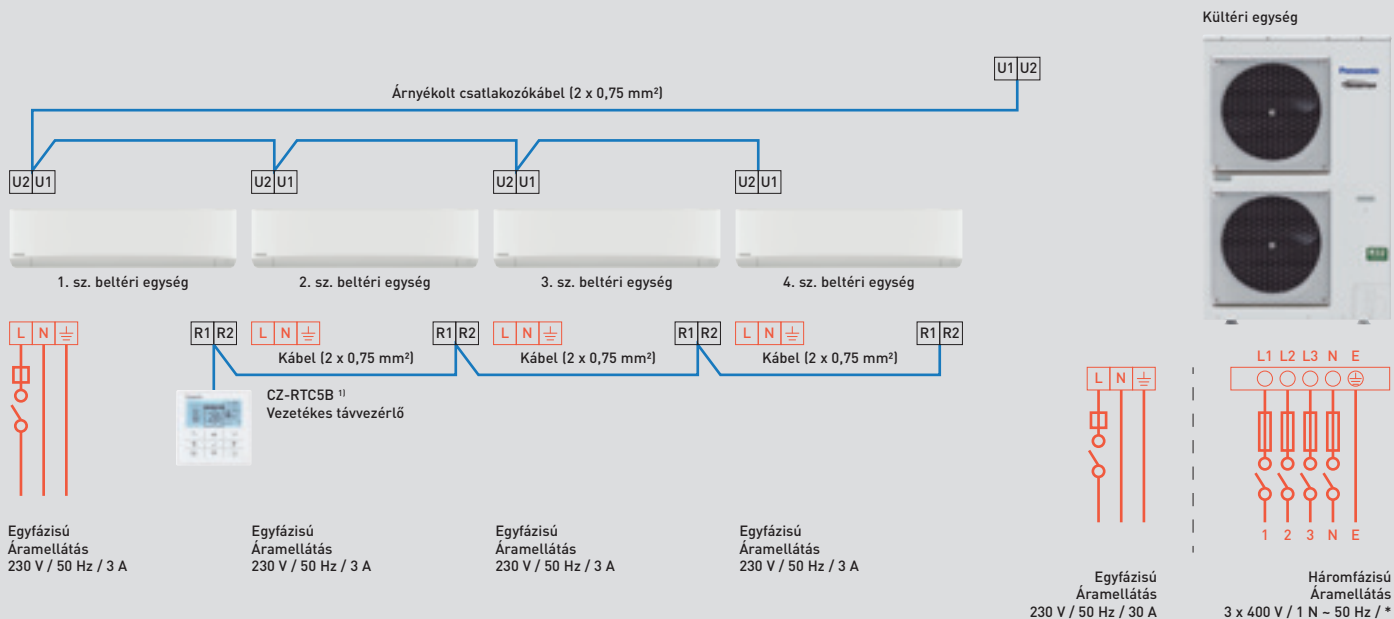 Kültéri egység
U1 U2
Árnyékolt csatlakozókábel (2 x 0,75 mm²)
U2 U1
U2 U1
U2 U1
U2 U1
Panasonic
1. sz. beltéri egység
2. sz. beltéri egység
3. sz. beltéri egység
4. sz. beltéri egység
L N
R1 R2
L N
R1 R2
L N
R1 R2
L N
R1 R2
Kábel (2 x 0,75 mm²)
Kábel (2 x 0,75 mm²)
Kábel (2 x 0,75 mm²)
CZ-RTC5B 1)
Vezetékes távvezérlő
L N
L1 L2 L3 N E
1 2 3 N E
Egyfázisú
Áramellátás
230 V / 50 Hz / 3 A
Egyfázisú
Áramellátás
230 V / 50 Hz / 3 A
Egyfázisú
Áramellátás
230 V / 50 Hz / 3 A
Egyfázisú
Áramellátás
230 V / 50 Hz / 3 A
Egyfázisú
Áramellátás
230 V / 50 Hz / 30 A
Háromfázisú
Áramellátás
3 x 400 V / 1 N ~ 50 Hz / *